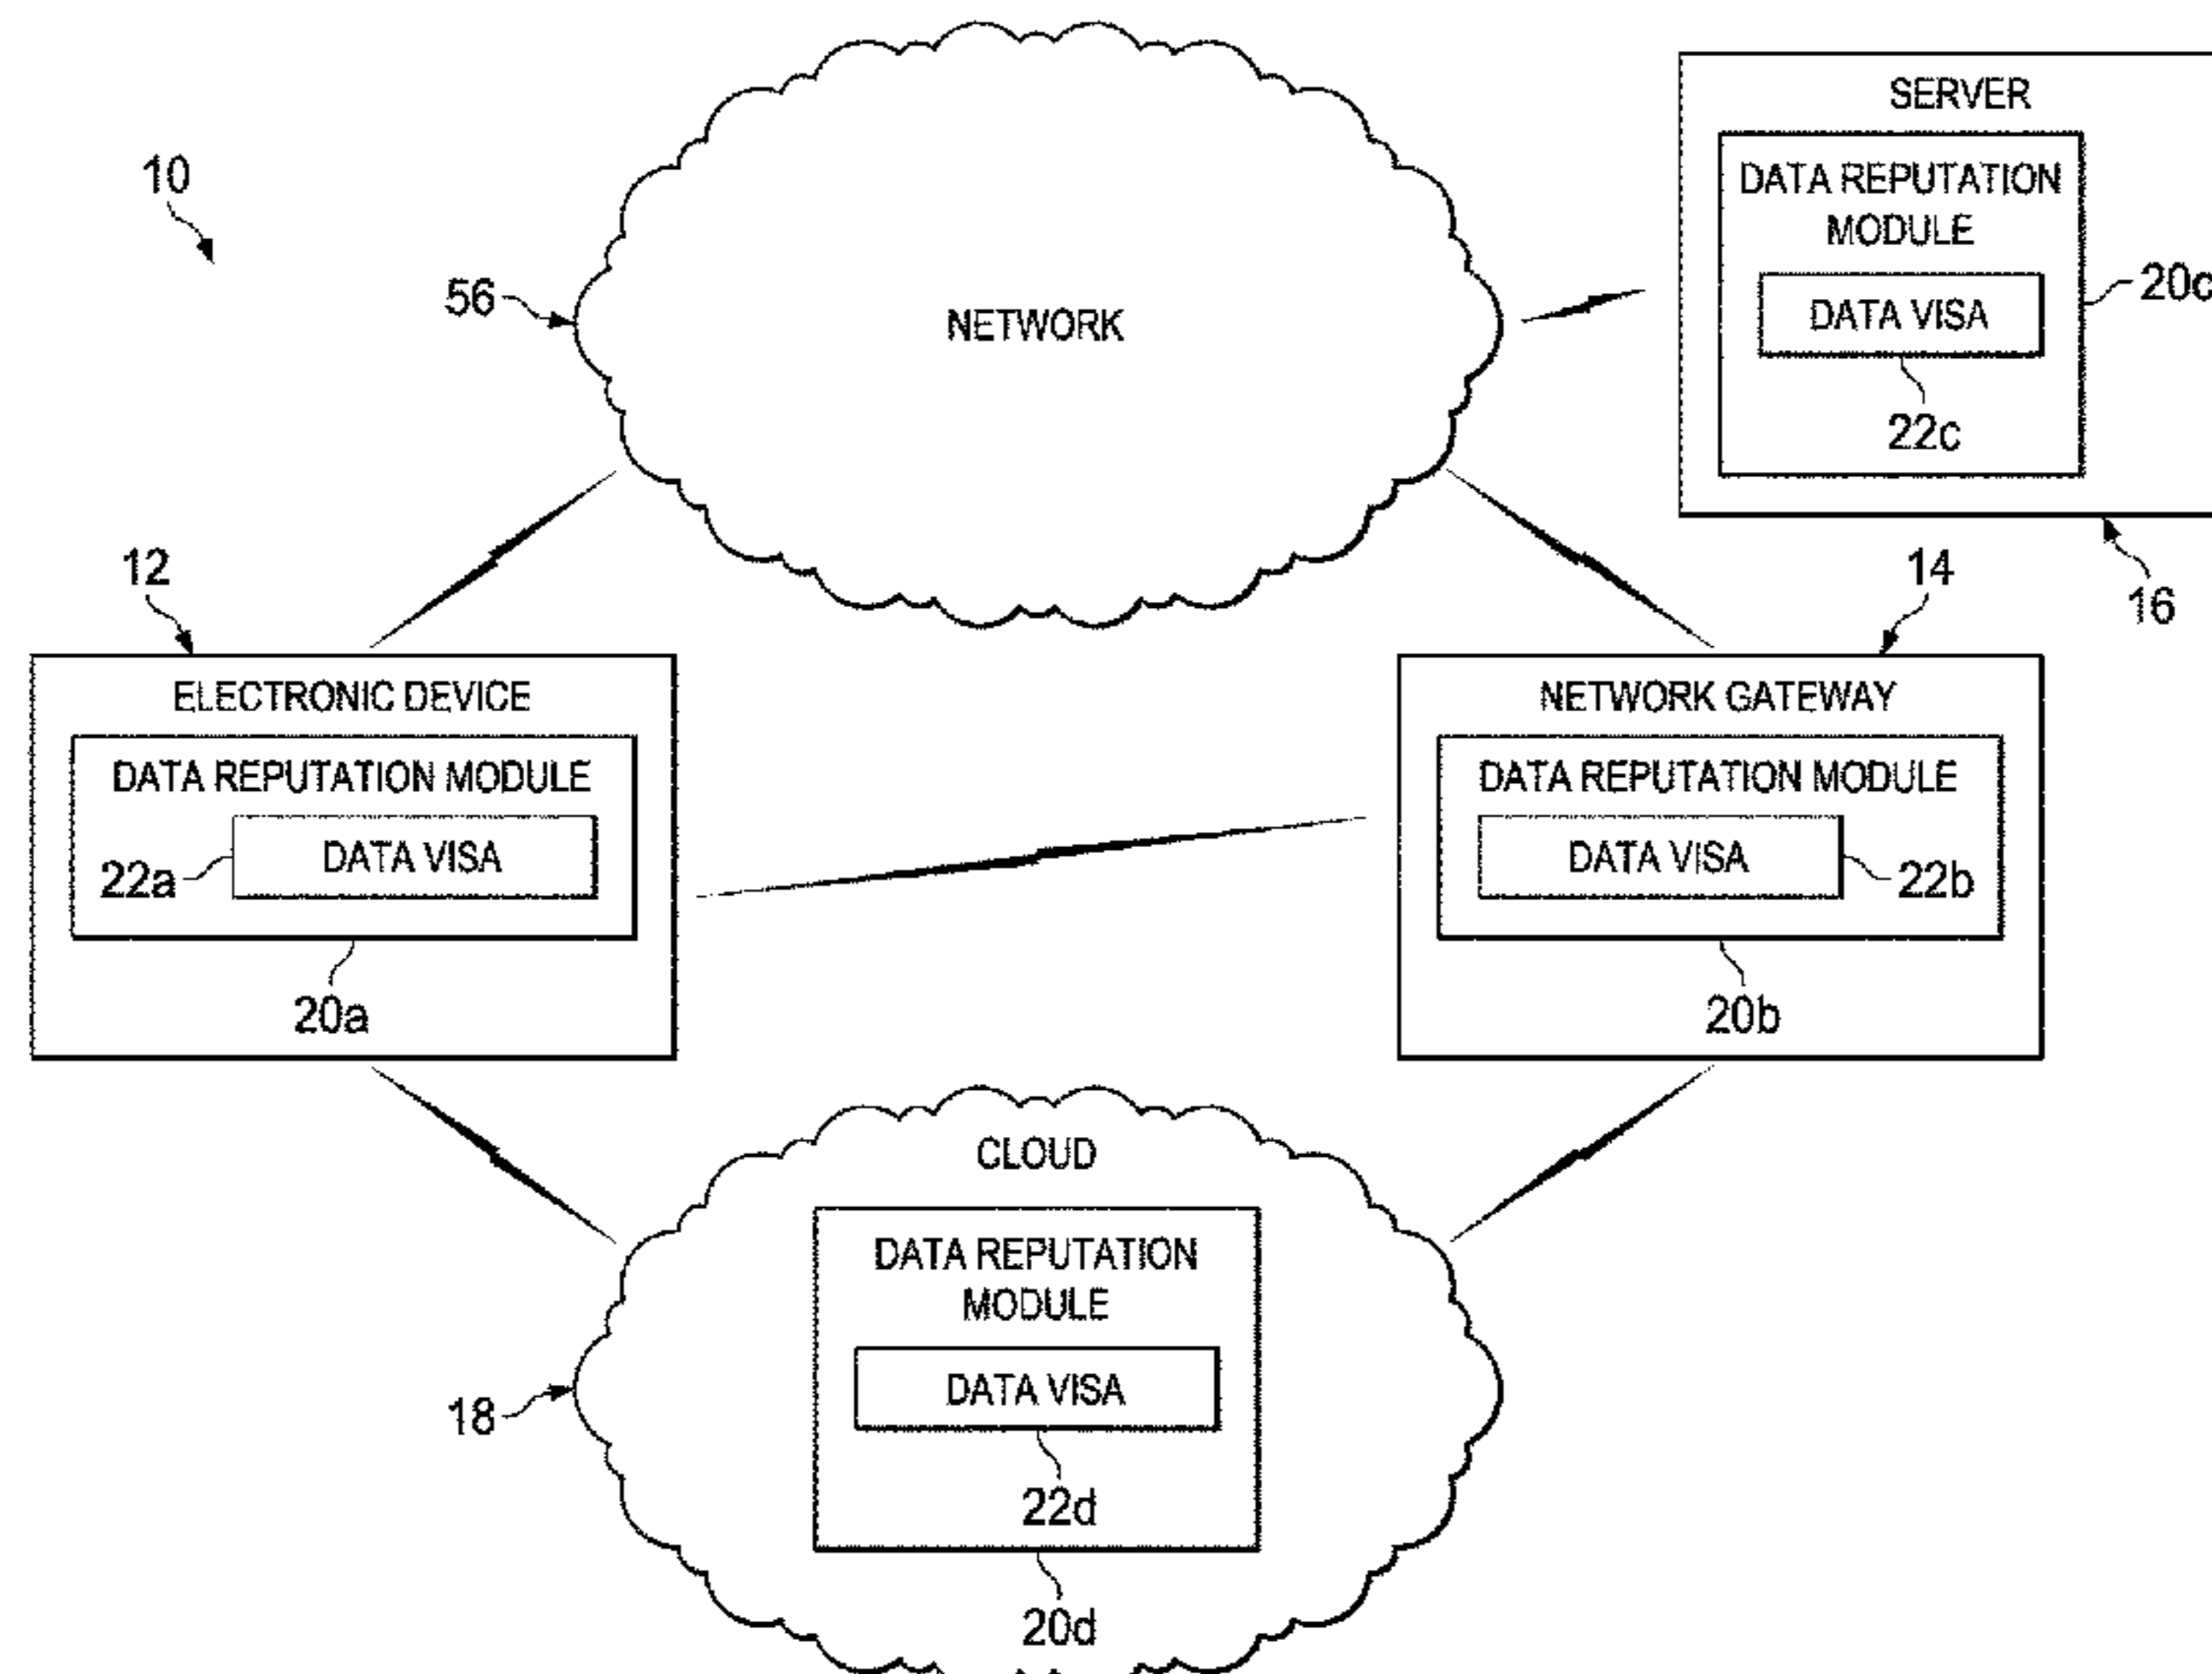 10
56
NETWORK
SERVER
DATA REPUTATION
MODULE
DATA VISA
20c
22c
16
12
ELECTRONIC DEVICE
DATA REPUTATION MODULE
DATA VISA
22a
20a
14
NETWORK GATEWAY
DATA REPUTATION MODULE
DATA VISA
22b
20b
CLOUD
DATA REPUTATION
MODULE
DATA VISA
22d
20d
18